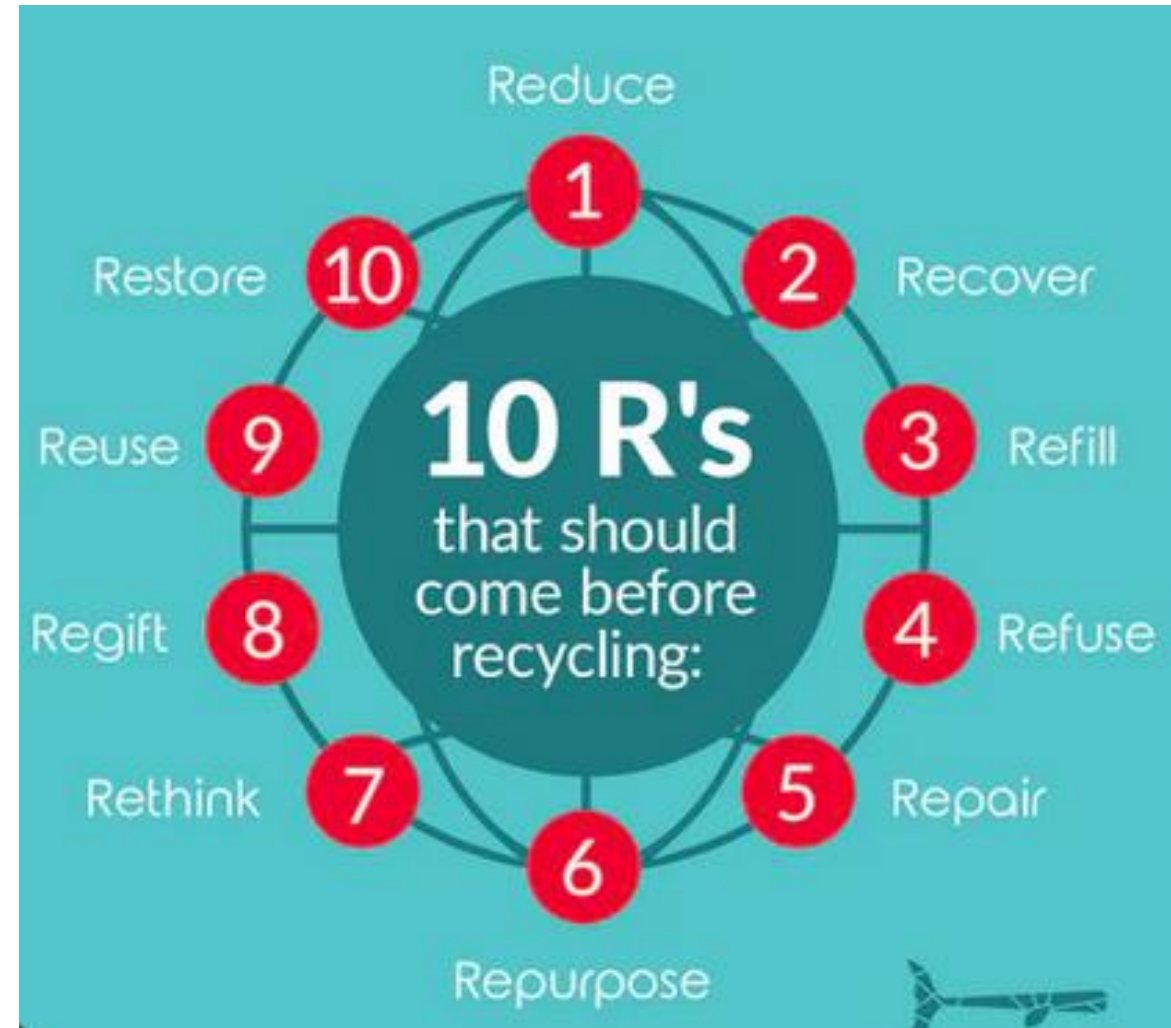 Reduce
1
10
2
Restore
Recover
10 R's
that should
come before
recycling:
9
3
Reuse
Refill
8
4
Regift
Refuse
7
5
Rethink
Repair
6
Repurpose